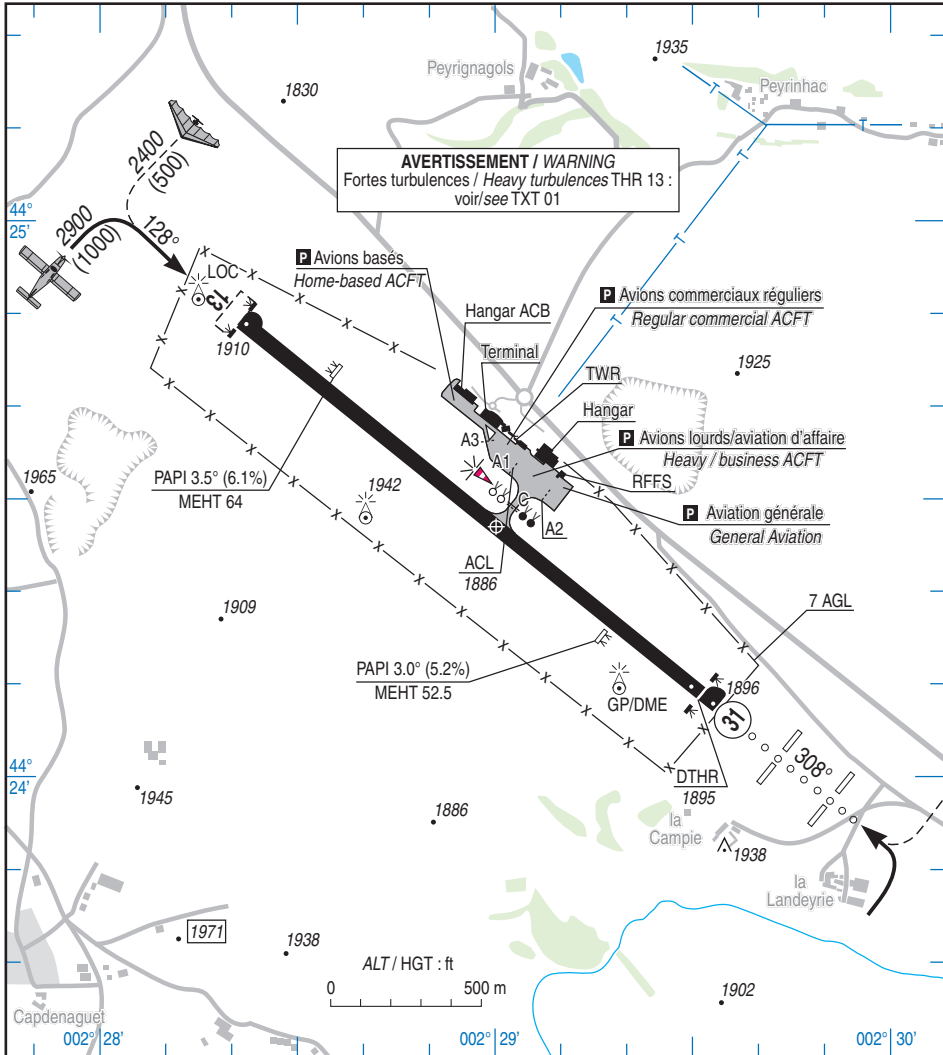 1935
Peyrignagols
Peyrinhac
1830
2400
(500)
AVERTISSEMENT / WARNING
Fortes turbulences / Heavy turbulences THR 13 :
voir/see TXT 01
T
T
T
44°
25'
2900
(1000)
128°
LOC
13
1910
P Avions basés
Home-based ACFT
Hangar ACB
P Avions commerciaux réguliers
Regular commercial ACFT
Terminal
TWR
Hangar
1925
A3
A1
P Avions lourds/aviation d'affaire
Heavy / business ACFT
RFFS
PAPI 3.5° (6.1%)
MEHT 64
1965
1942
C
A2
P Aviation générale
General Aviation
ACL
1886
1909
7 AGL
PAPI 3.0° (5.2%)
MEHT 52.5
GP/DME
1896
31
308°
44°
24'
DTHR
1895
1945
1886
la
Campie
1938
la
Landeyrie
1971
1938
ALT / HGT : ft
0 500 m
1902
Capdenaguet
002° 28'
002° 29'
002° 30'